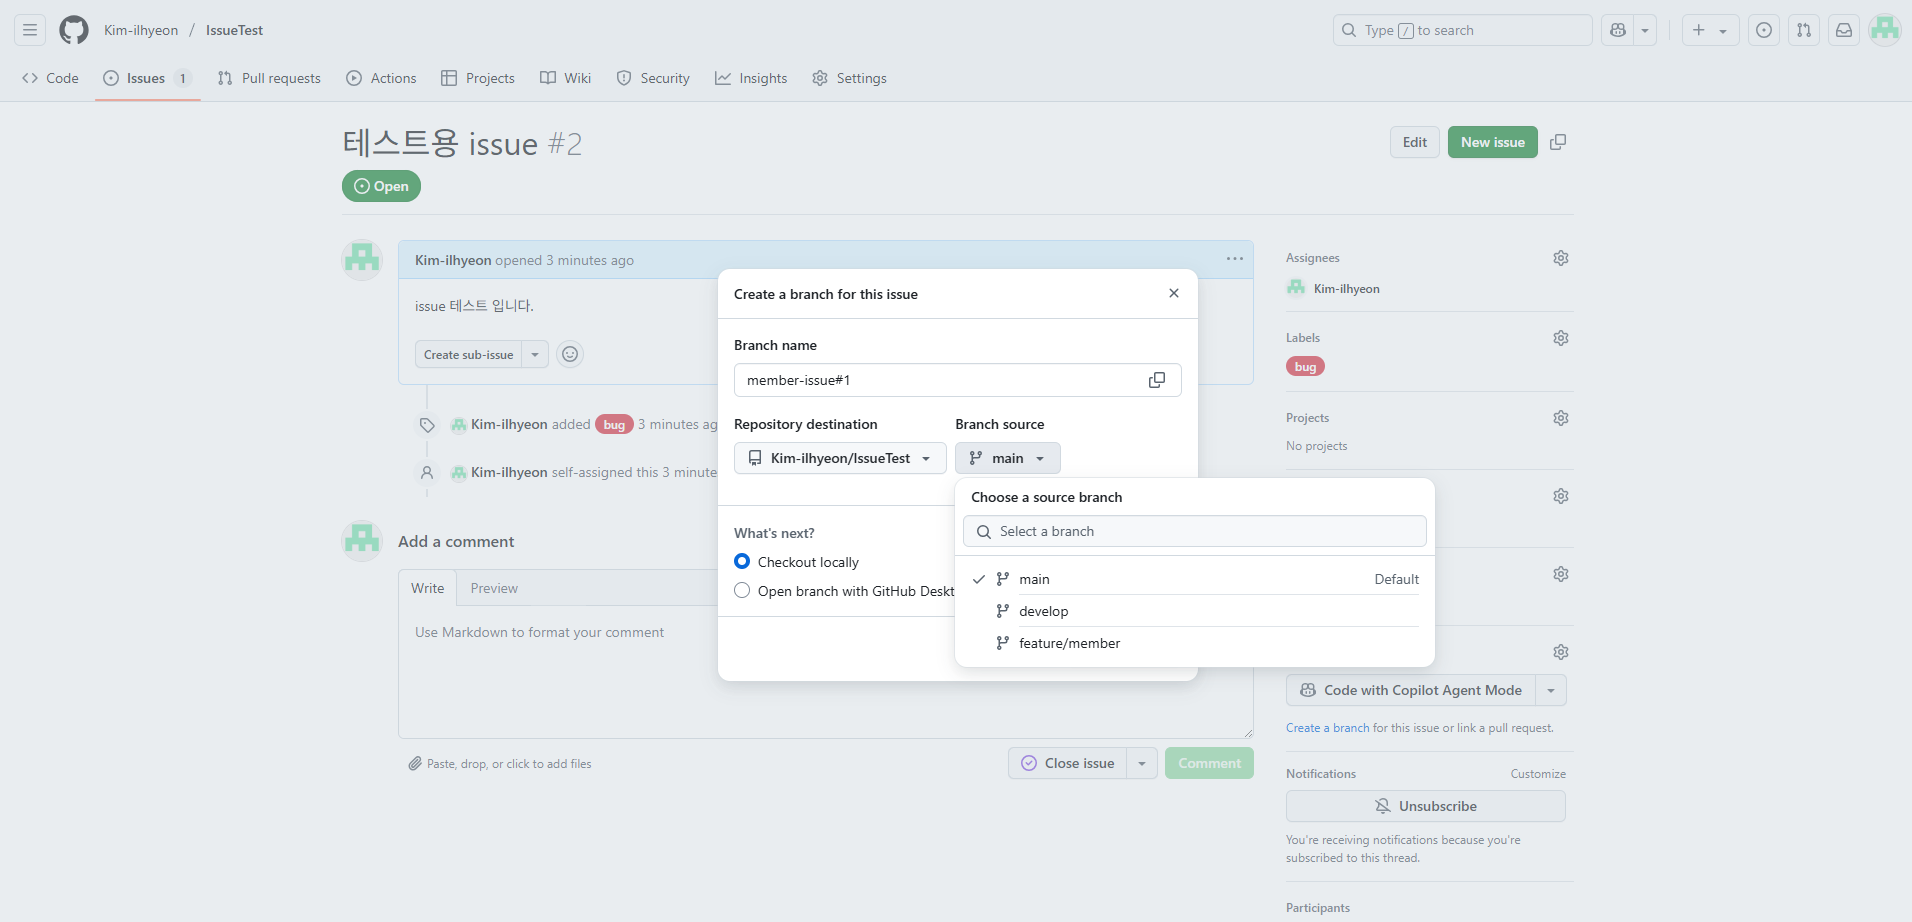 Kim-ilhyeon / IssueTest
Type / to search
Code
Issues 1
Pull requests
Actions
Projects
Wiki
Security
Insights
Settings
테스트용 issue #2
Edit
New issue
Open
Kim-ilhyeon opened 3 minutes ago
issue 테스트 입니다.
Create sub-issue
Kim-ilhyeon added bug 3 minutes ag
Kim-ilhyeon self-assigned this 3 minute
Add a comment
Write
Preview
Use Markdown to format your comment
Paste, drop, or click to add files
Close issue
Comment
Create a branch for this issue
Branch name
member-issue#1
Repository destination
Kim-ilhyeon/IssueTest
Branch source
main
What's next?
Checkout locally
Open branch with GitHub Deskt
Choose a source branch
Select a branch
main Default
develop
feature/member
Assignees
Kim-ilhyeon
Labels
bug
Projects
No projects
Code with Copilot Agent Mode
Create a branch for this issue or link a pull request.
Notifications
Customize
Unsubscribe
You're receiving notifications because you're
subscribed to this thread.
Participants